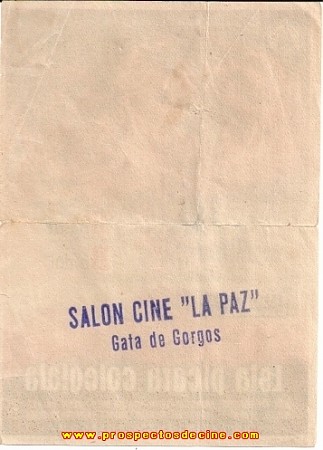 SALON CINE "LA PAZ"
Gata de Gorgos
www.prospectosdecine.com